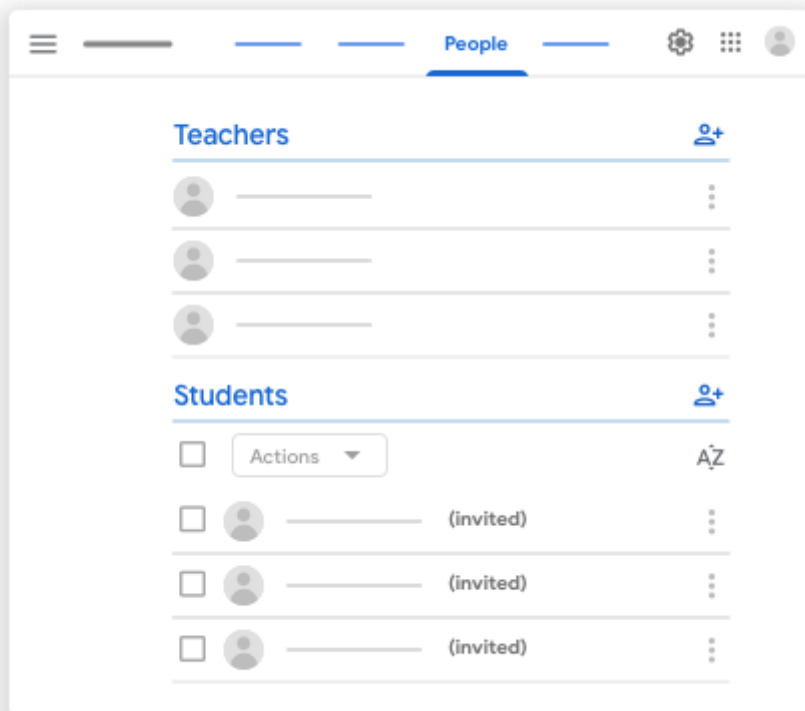 People
Teachers
Students
Actions
AZ
(invited)
(invited)
(invited)